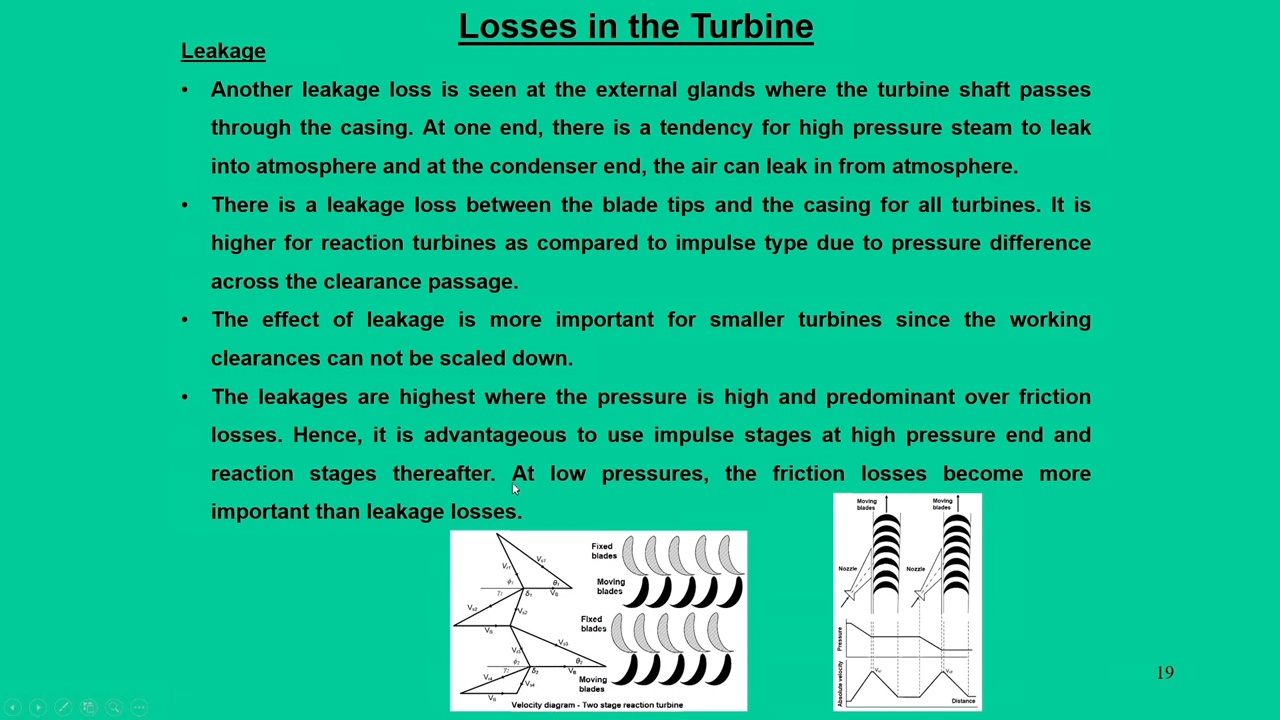 Losses in the Turbine
Leakage
• Another leakage loss is seen at the external glands where the turbine shaft passes
through the casing. At one end, there is a tendency for high pressure steam to leak
into atmosphere and at the condenser end, the air can leak in from atmosphere.
• There is a leakage loss between the blade tips and the casing for all turbines. It is
higher for reaction turbines as compared to impulse type due to pressure difference
across the clearance passage.
• The effect of leakage is more important for smaller turbines since the working
clearances can not be scaled down.
• The leakages are highest where the pressure is high and predominant over friction
losses. Hence, it is advantageous to use impulse stages at high pressure end and
reaction stages thereafter. At low pressures, the friction losses become more
important than leakage losses.
Fixed
blades
Moving
blades
Fixed
blades
Moving
blades
Velocity diagram - Two stage reaction turbine
Moving
blades
Moving
blades
Nozzle
Nozzle
Pressure
Absolute velocity
Distance
19